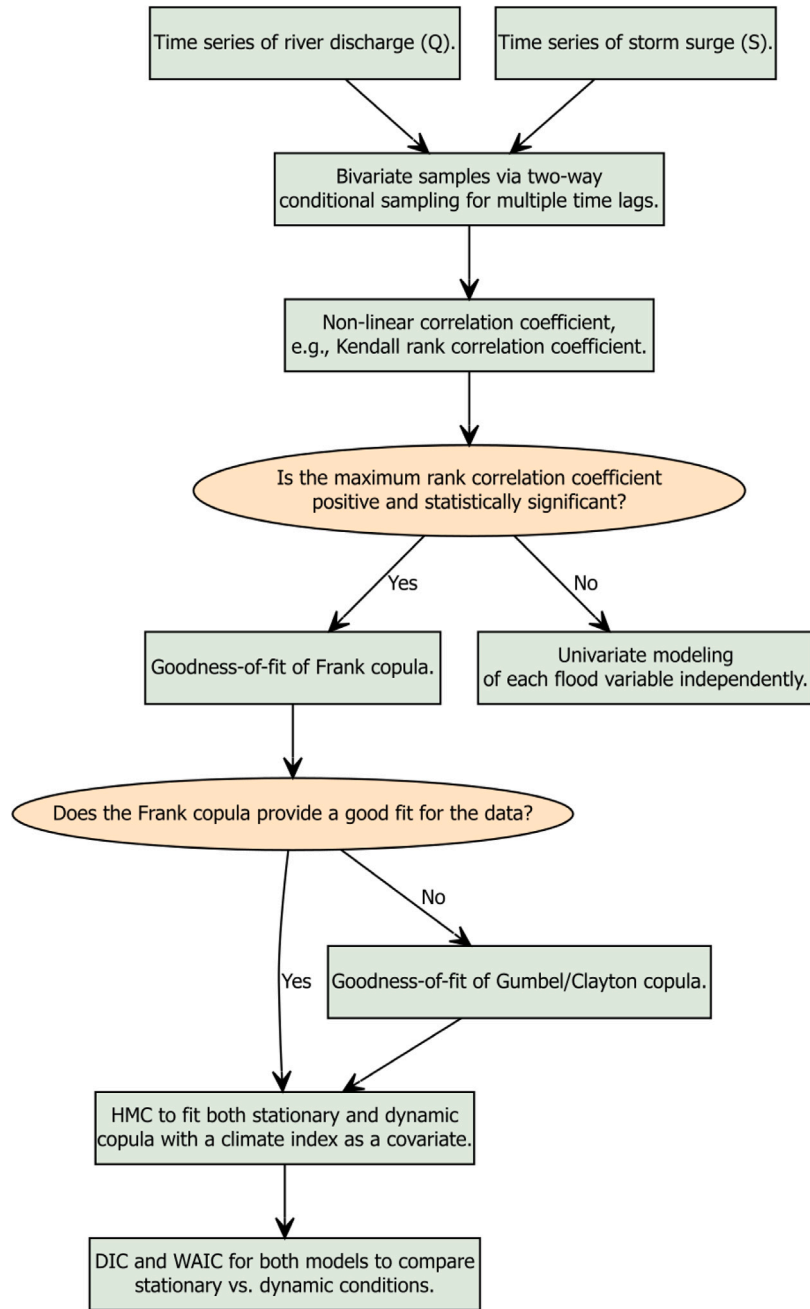 Time series of river discharge (Q).
Time series of storm surge (S).
Bivariate samples via two-way
conditional sampling for multiple time lags.
Non-linear correlation coefficient,
e.g., Kendall rank correlation coefficient.
Is the maximum rank correlation coefficient
positive and statistically significant?
Yes
No
Goodness-of-fit of Frank copula.
Univariate modeling
of each flood variable independently.
Does the Frank copula provide a good fit for the data?
No
Yes
Goodness-of-fit of Gumbel/Clayton copula.
HMC to fit both stationary and dynamic
copula with a climate index as a covariate.
DIC and WAIC for both models to compare
stationary vs. dynamic conditions.